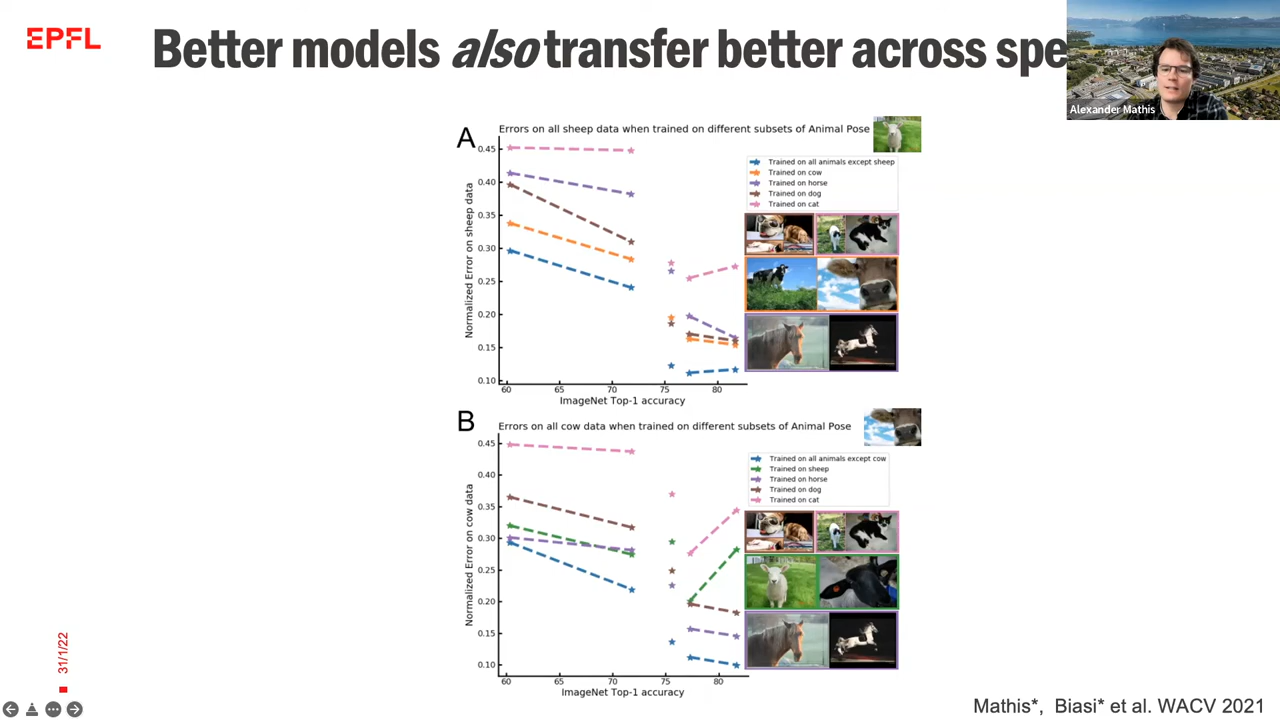 EPFL
Better models also transfer better across spe
Alexander Mathis
A
Errors on all sheep data when trained on different subsets of Animal Pose
Normalized Error on sheep data
0.45
0.40
0.35
0.30
0.25
0.20
0.15
0.10
60 65 70 75 80
ImageNet Top-1 accuracy
Trained on all animals except sheep
Trained on cow
Trained on horse
Trained on dog
Trained on cat
B
Errors on all cow data when trained on different subsets of Animal Pose
Normalized Error on cow data
0.45
0.40
0.35
0.30
0.25
0.20
0.15
0.10
60 65 70 75 80
ImageNet Top-1 accuracy
Trained on all animals except cow
Trained on sheep
Trained on horse
Trained on dog
Trained on cat
31/1/22
Mathis*, Biasi* et al. WACV 2021